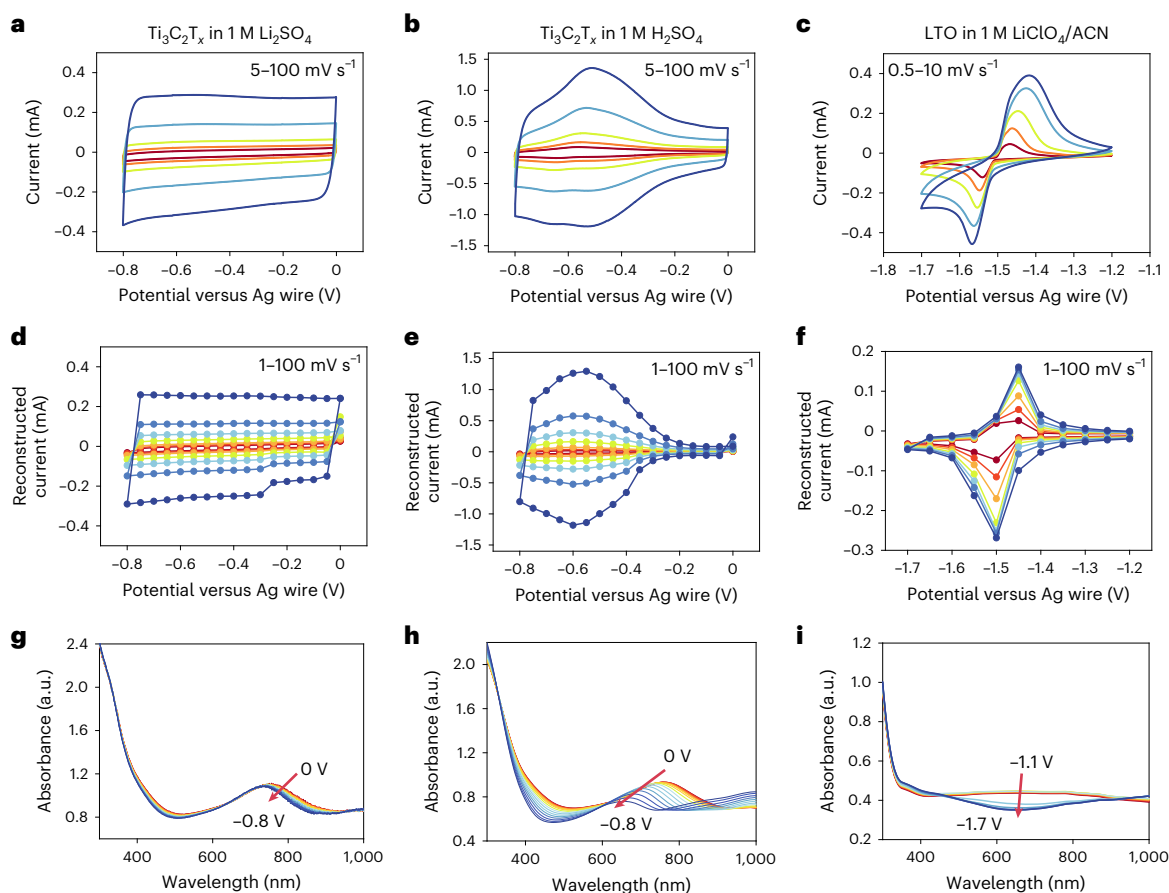 a
Ti₃C₂Tₓ in 1 M Li₂SO₄
5–100 mV s⁻¹
0.4
0.2
0
–0.2
–0.4
Current (mA)
–0.8
–0.6
–0.4
–0.2
0
Potential versus Ag wire (V)
b
Ti₃C₂Tₓ in 1 M H₂SO₄
5–100 mV s⁻¹
1.5
1.0
0.5
0
–0.5
–1.0
–1.5
Current (mA)
–0.8
–0.6
–0.4
–0.2
0
Potential versus Ag wire (V)
c
LTO in 1 M LiClO₄/ACN
0.5–10 mV s⁻¹
0.4
0.2
0
–0.2
–0.4
Current (mA)
–1.8
–1.7
–1.6
–1.5
–1.4
–1.3
–1.2
–1.1
Potential versus Ag wire (V)
d
1–100 mV s⁻¹
0.4
0.2
0
–0.2
–0.4
Reconstructed
current (mA)
–0.8
–0.6
–0.4
–0.2
0
Potential versus Ag wire (V)
e
1–100 mV s⁻¹
1.5
1.0
0.5
0
–0.5
–1.0
–1.5
Reconstructed
current (mA)
–0.8
–0.6
–0.4
–0.2
0
Potential versus Ag wire (V)
f
1–100 mV s⁻¹
0.2
0.1
0
–0.1
–0.2
–0.3
Reconstructed
current (mA)
–1.7
–1.6
–1.5
–1.4
–1.3
–1.2
Potential versus Ag wire (V)
g
2.4
2.1
1.8
1.5
1.2
0.9
0.6
Absorbance (a.u.)
0 V
–0.8 V
400
600
800
1,000
Wavelength (nm)
h
2.0
1.6
1.2
0.8
0.4
Absorbance (a.u.)
0 V
–0.8 V
400
600
800
1,000
Wavelength (nm)
i
1.2
1.0
0.8
0.6
0.4
0.2
Absorbance (a.u.)
–1.1 V
–1.7 V
400
600
800
1,000
Wavelength (nm)